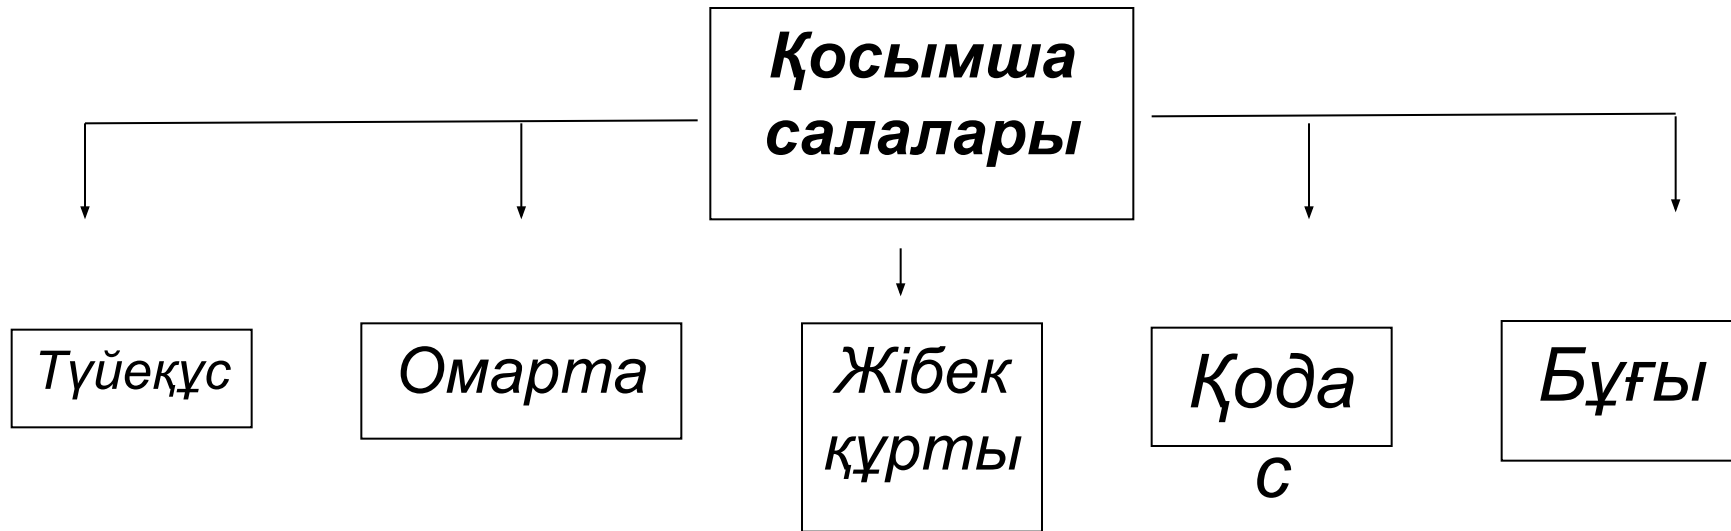 Қосымша
салалары
Түйеқұс
Омарта
Жібек
құрты
Қода
с
Бұғы